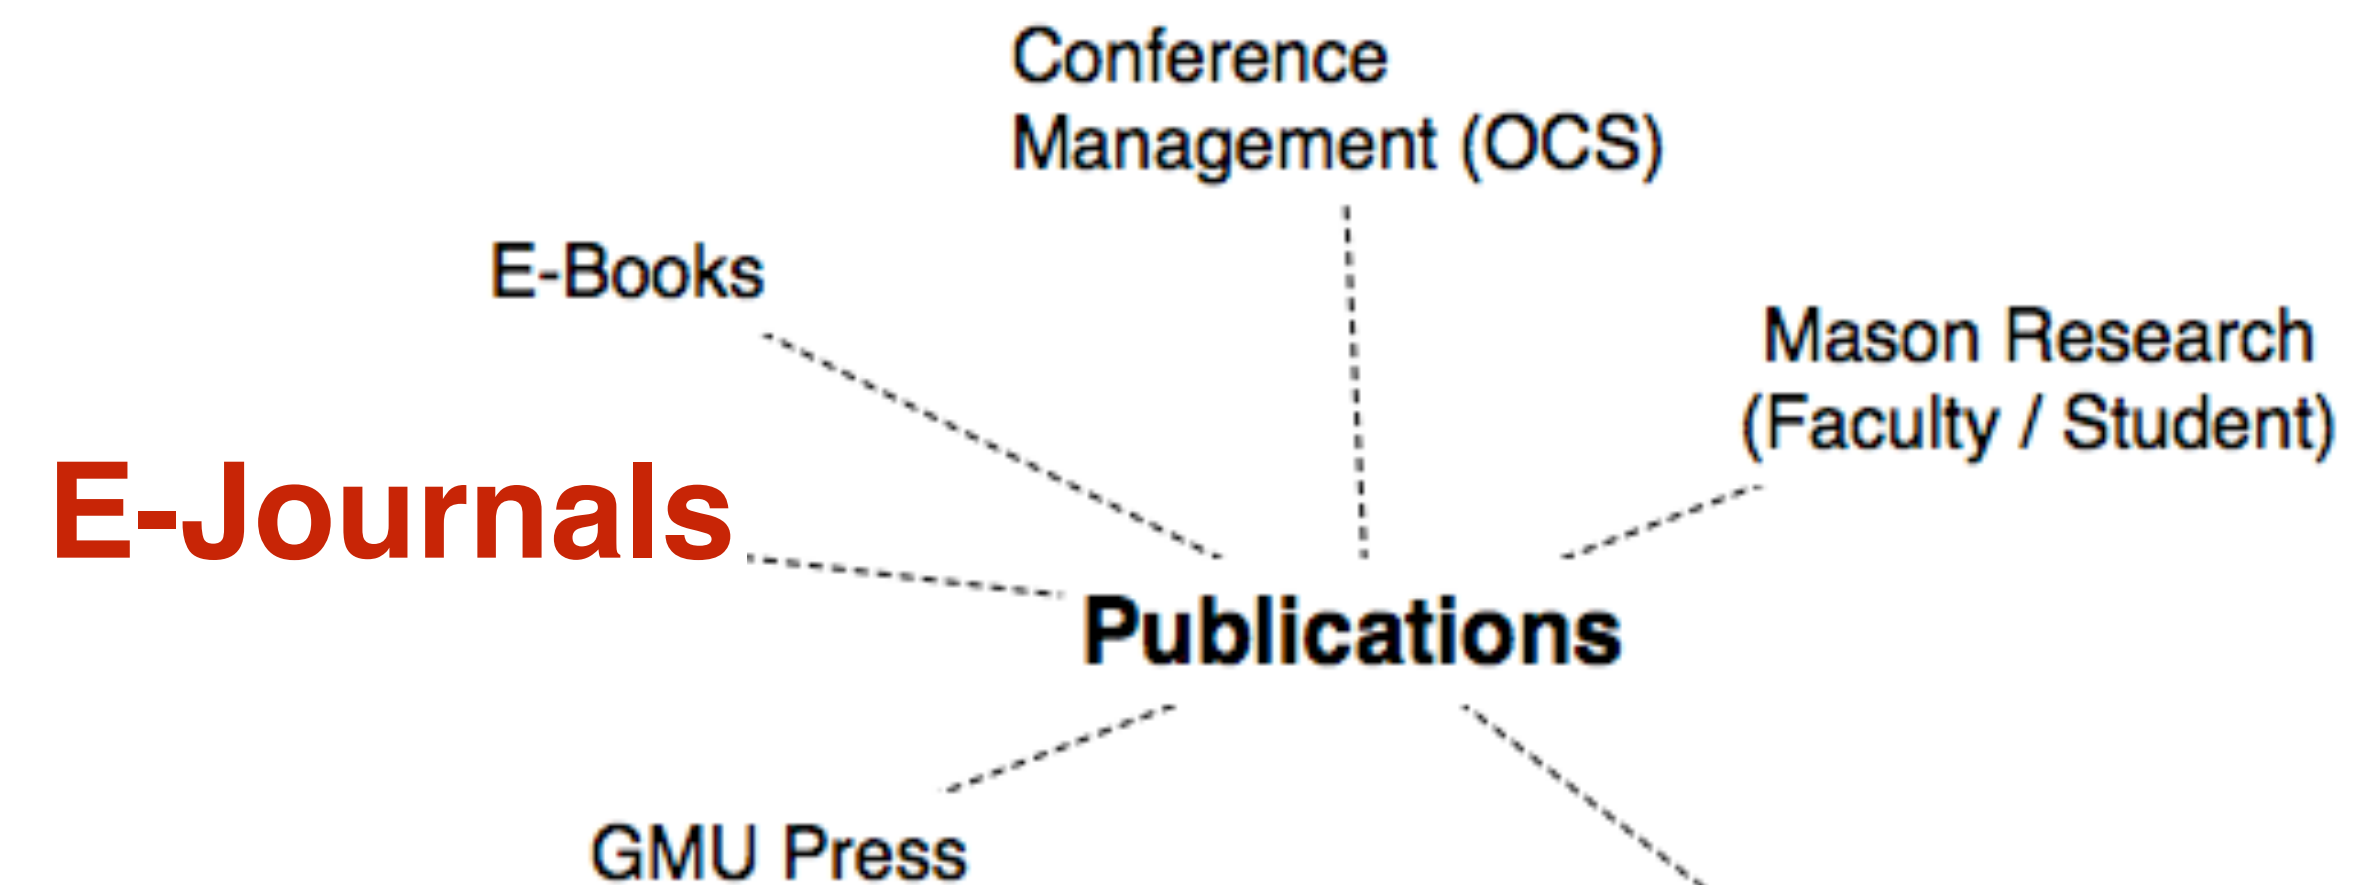 Conference
Management (OCS)
E-Books
Mason Research
(Faculty / Student)
E-Journals
Publications
GMU Press